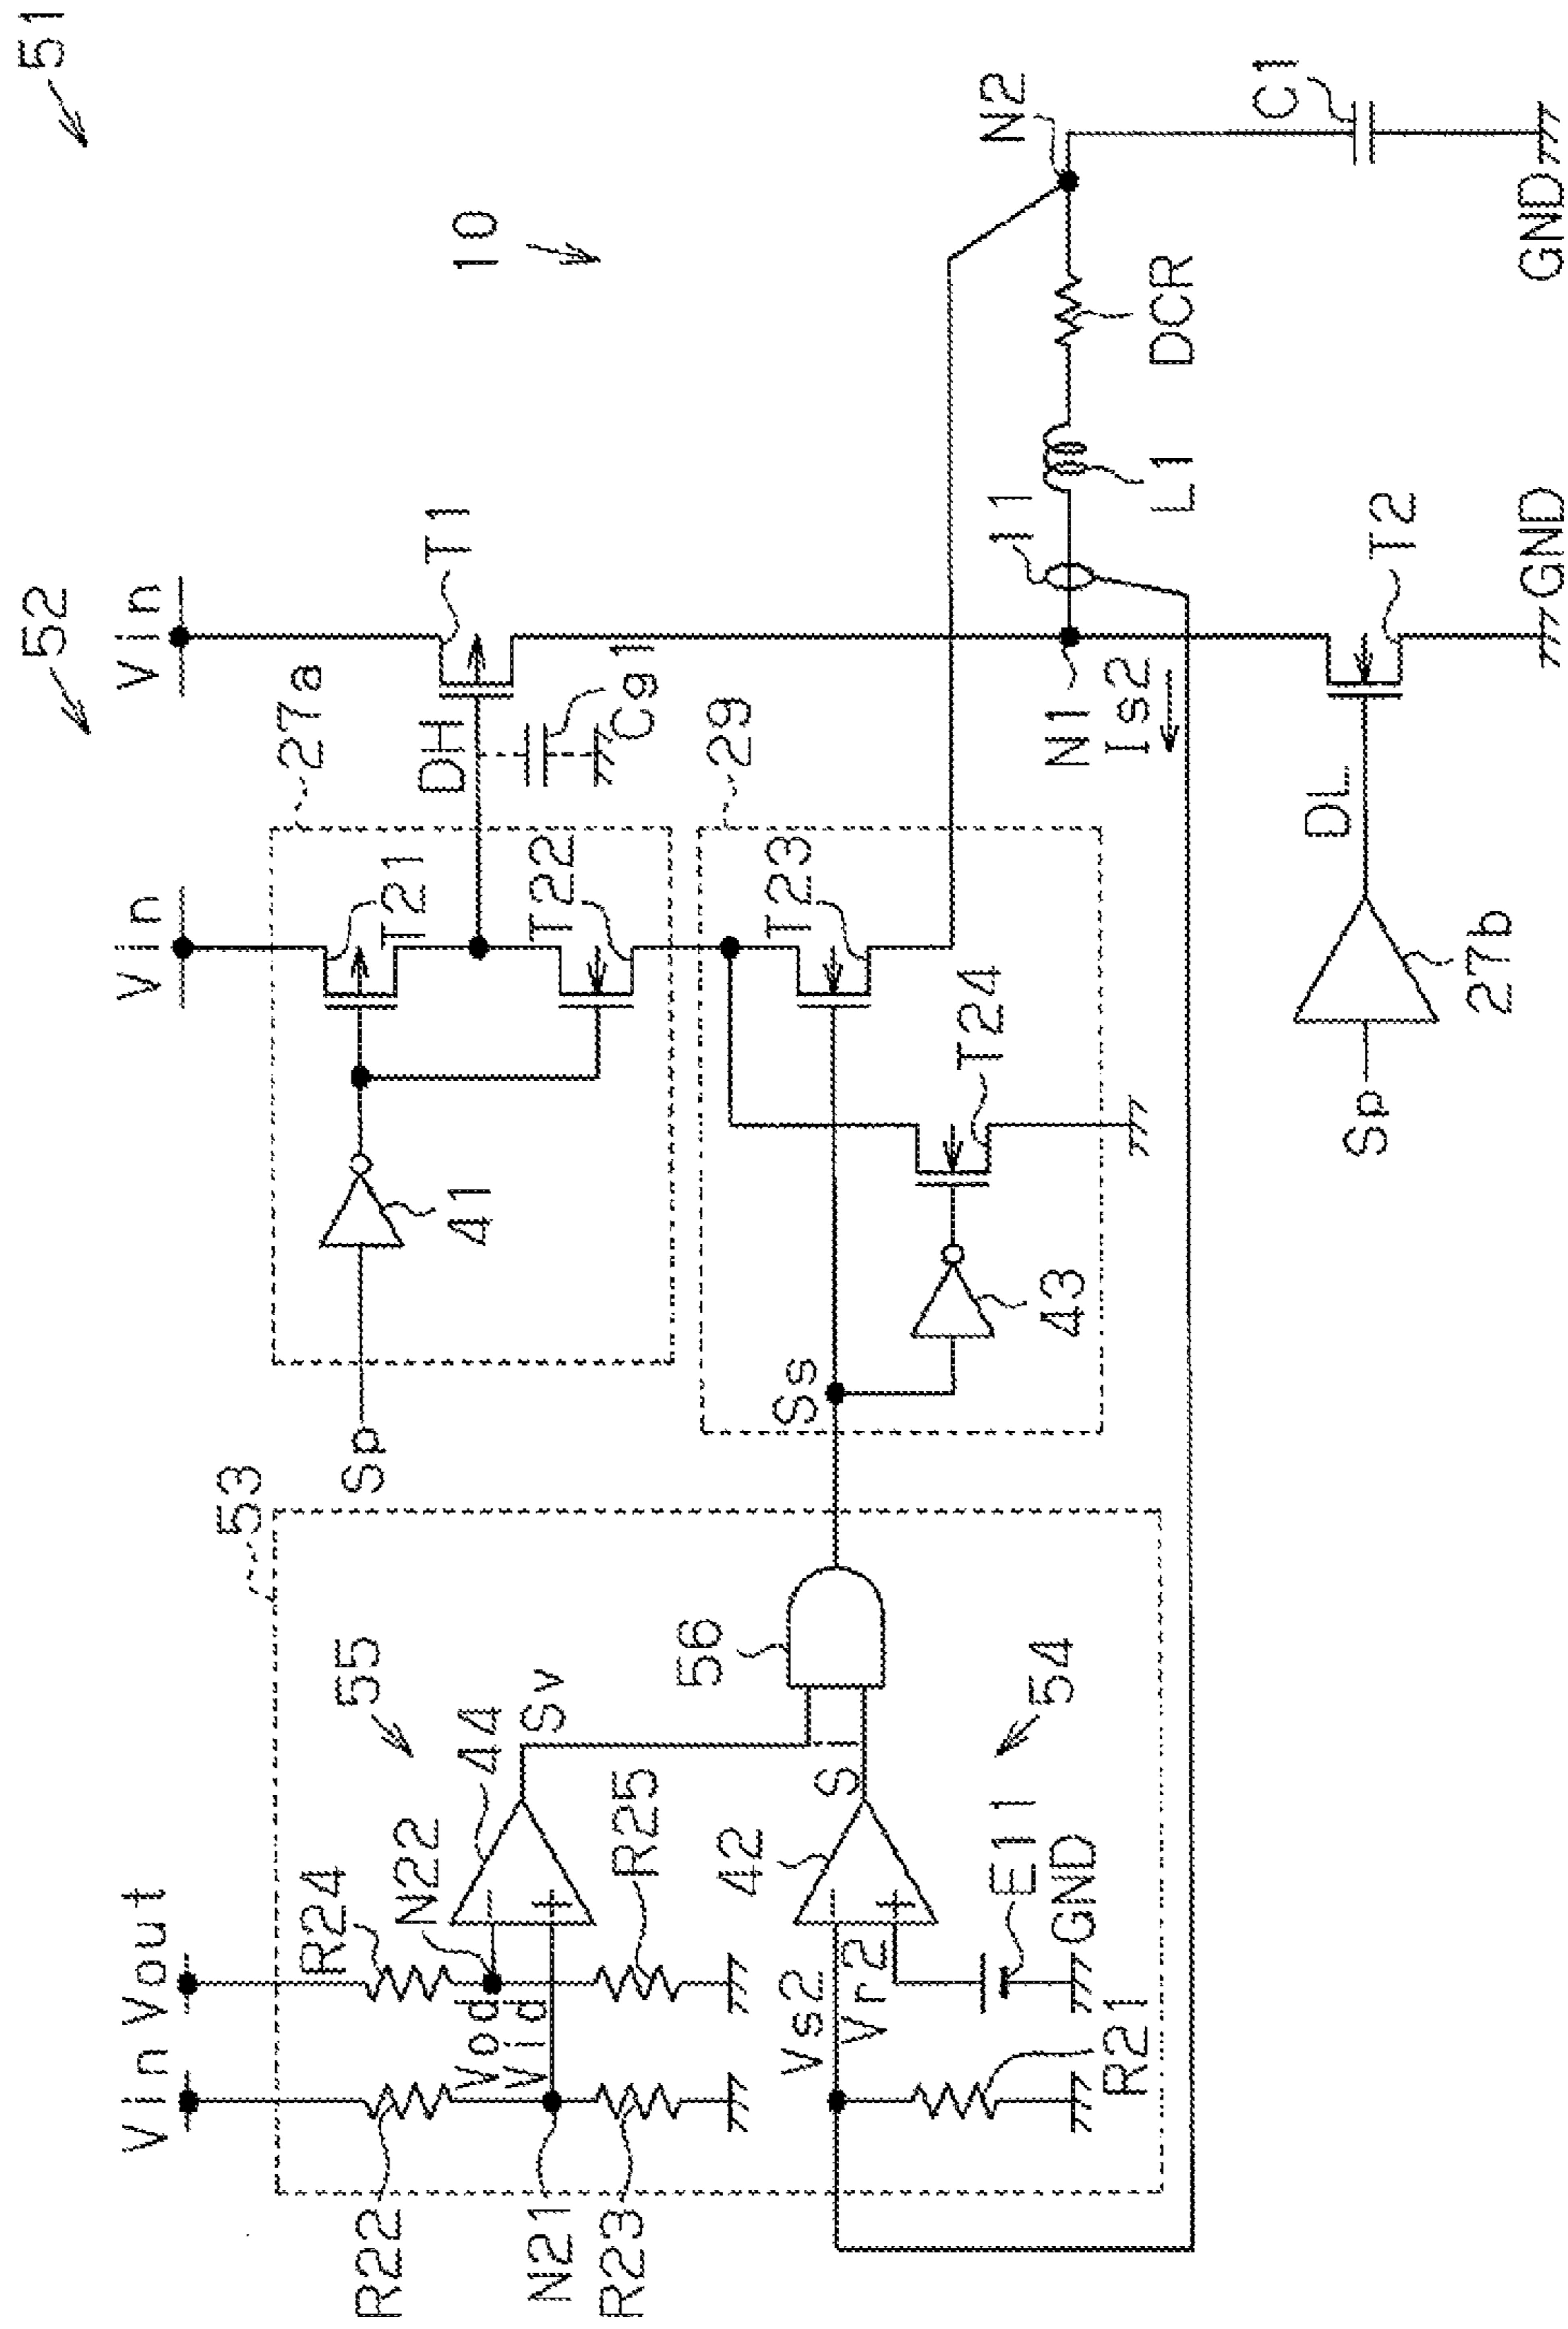 51
52
10
Vin
Vin
T1
27a
DH
Cg1
T21
T22
41
Sp
29
T23
T24
43
Ss
N2
C1
GND
DCR
L1
11
N1
Is2
T2
GND
DL
27b
Sp
53
Vin
Vout
R22
R24
55
44
Sv
N22
Vod
Vid
N21
R23
R25
56
42
S
54
Vs2
Vr2
E11
GND
R21